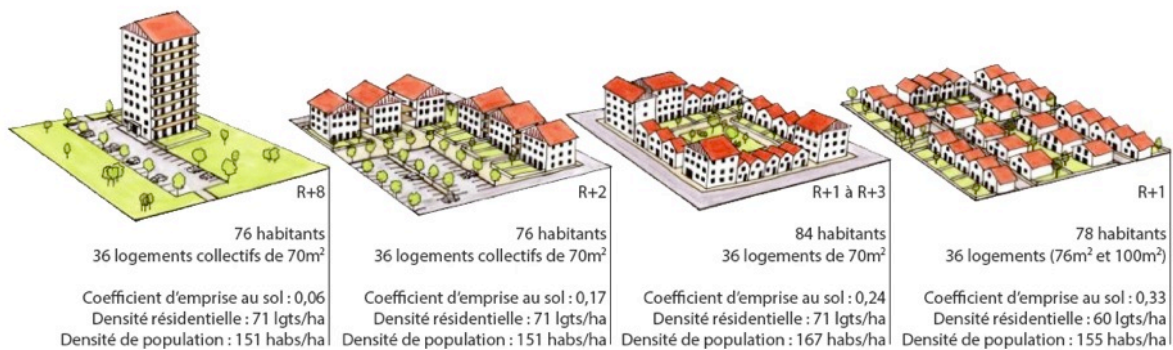 R+8
76 habitants
36 logements collectifs de 70m²
Coefficient d'emprise au sol : 0,06
Densité résidentielle : 71 lgts/ha
Densité de population : 151 habs/ha
R+2
76 habitants
36 logements collectifs de 70m²
Coefficient d'emprise au sol : 0,17
Densité résidentielle : 71 lgts/ha
Densité de population : 151 habs/ha
R+1 à R+3
84 habitants
36 logements de 70m²
Coefficient d'emprise au sol : 0,24
Densité résidentielle : 71 lgts/ha
Densité de population : 167 habs/ha
R+1
78 habitants
36 logements (76m² et 100m²)
Coefficient d'emprise au sol : 0,33
Densité résidentielle : 60 lgts/ha
Densité de population : 155 habs/ha